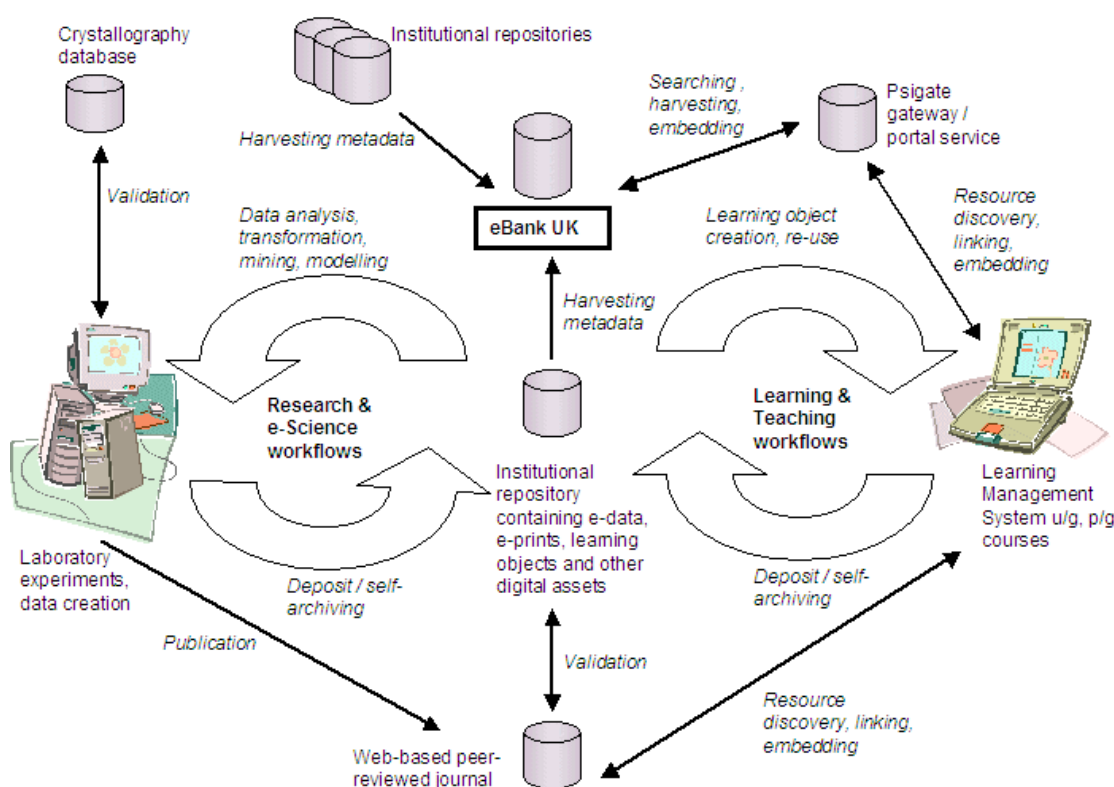 Crystallography
database
Institutional repositories
Searching ,
harvesting,
embedding
Psigate
gateway /
portal service
Harvesting metadata
Validation
eBank UK
Data analysis,
transformation,
mining, modelling
Learning object
creation, re-use
Resource
discovery,
linking,
embedding
Harvesting
metadata
Research &
e-Science
workflows
Learning &
Teaching
workflows
Institutional
repository
containing e-data,
e-prints, learning
objects and other
digital assets
Learning
Management
System u/g, p/g
courses
Laboratory
experiments,
data creation
Deposit / self-
archiving
Deposit / self-
archiving
Publication
Validation
Resource
discovery, linking,
embedding
Web-based peer-
reviewed journal